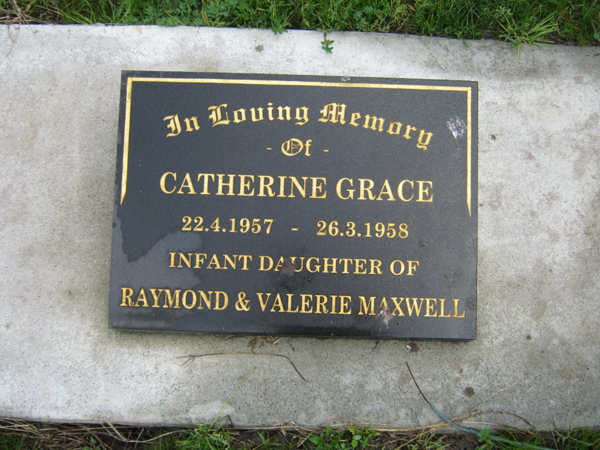 In Loving Memory
- Of -
CATHERINE GRACE
22.4.1957 - 26.3.1958
INFANT DAUGHTER OF
RAYMOND & VALERIE MAXWELL